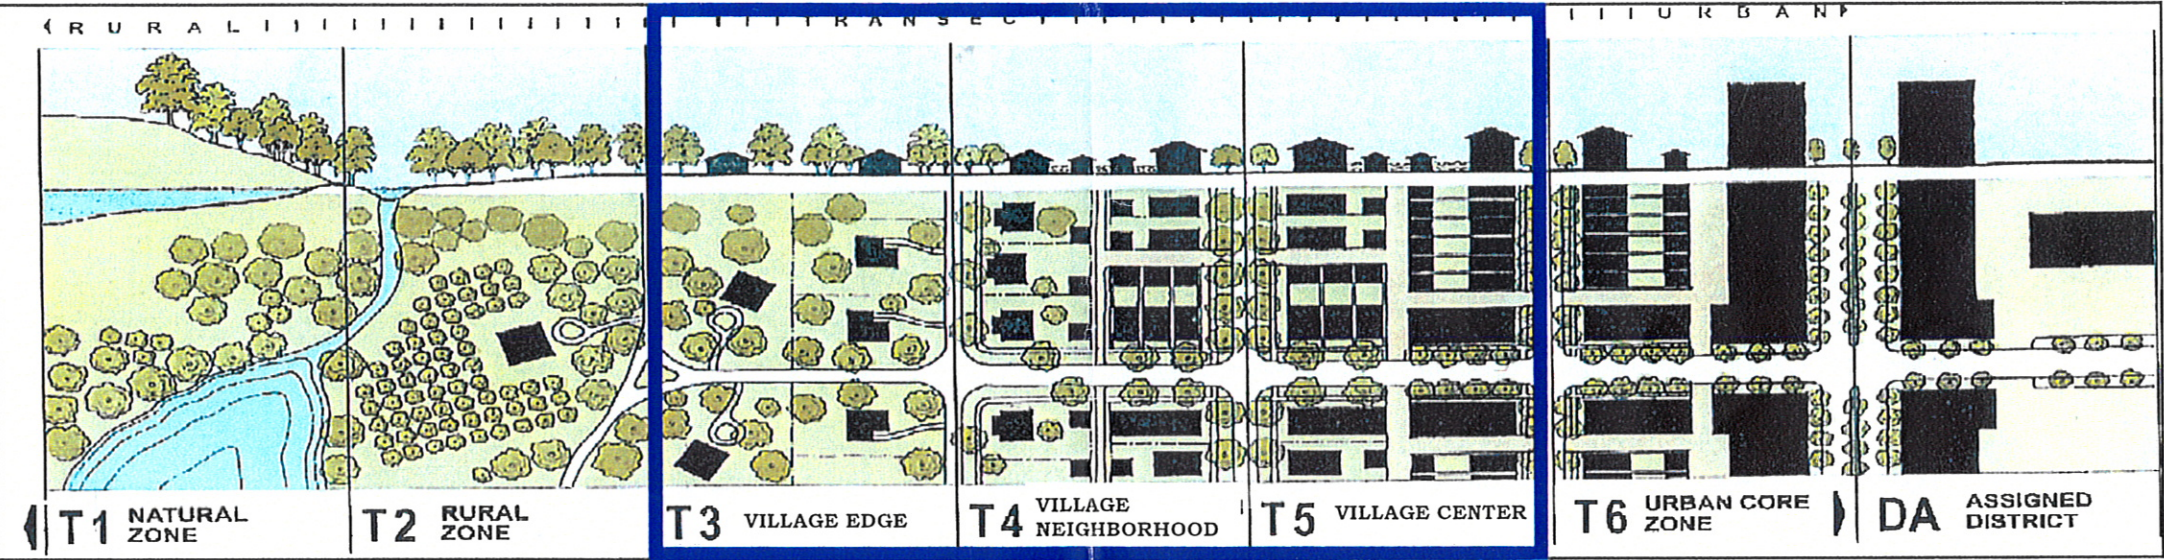 RURAL
TRANSECT
URBAN
T1 NATURAL
ZONE
T2 RURAL
ZONE
T3 VILLAGE EDGE
T4 VILLAGE
NEIGHBORHOOD
T5 VILLAGE CENTER
T6 URBAN CORE
ZONE
DA ASSIGNED
DISTRICT